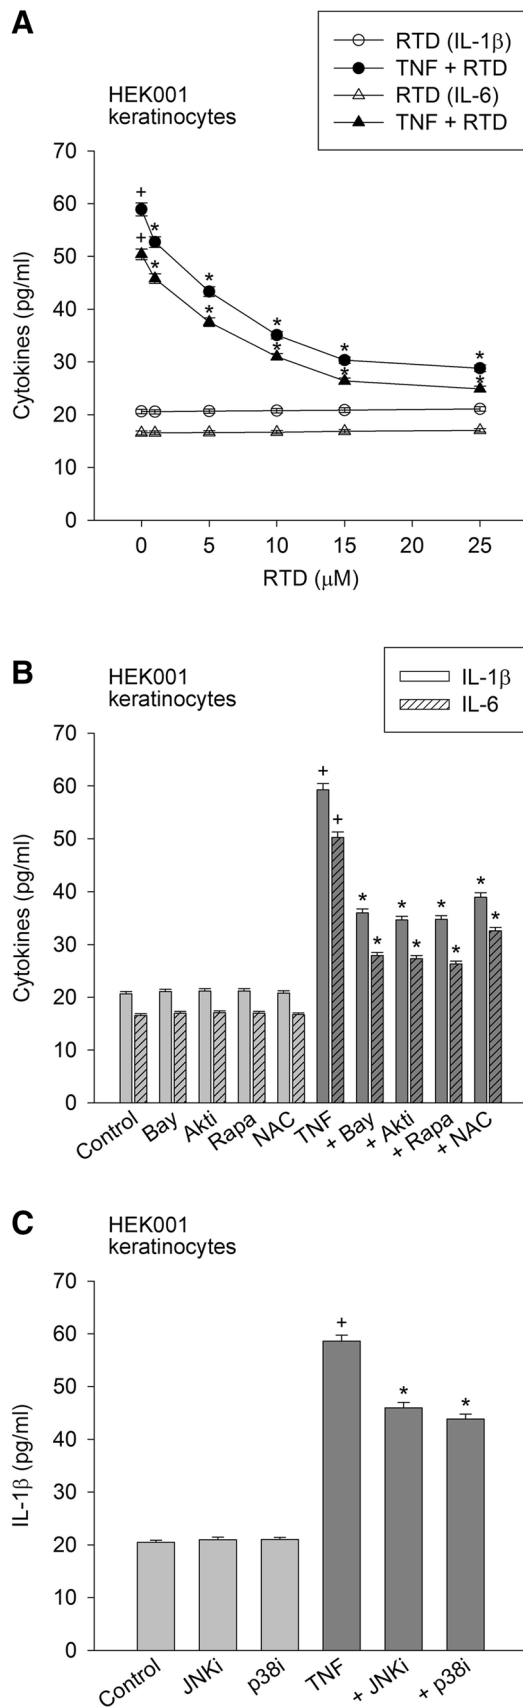 A
RTD (IL-1β)
TNF + RTD
RTD (IL-6)
TNF + RTD
HEK001
keratinocytes
70
60
50
40
30
20
10
0
Cytokines (pg/ml)
+
*
*
*
*
*
+
*
*
*
*
*
0 5 10 15 20 25
RTD (μM)
B
HEK001
keratinocytes
IL-1β
IL-6
70
60
50
40
30
20
10
0
Cytokines (pg/ml)
+
+
*
*
*
*
*
*
*
*
Control Bay Akti Rapa NAC TNF + Bay + Akti + Rapa + NAC
C
HEK001
keratinocytes
70
60
50
40
30
20
10
0
IL-1β (pg/ml)
+
*
*
Control JNKi p38i TNF + JNKi + p38i